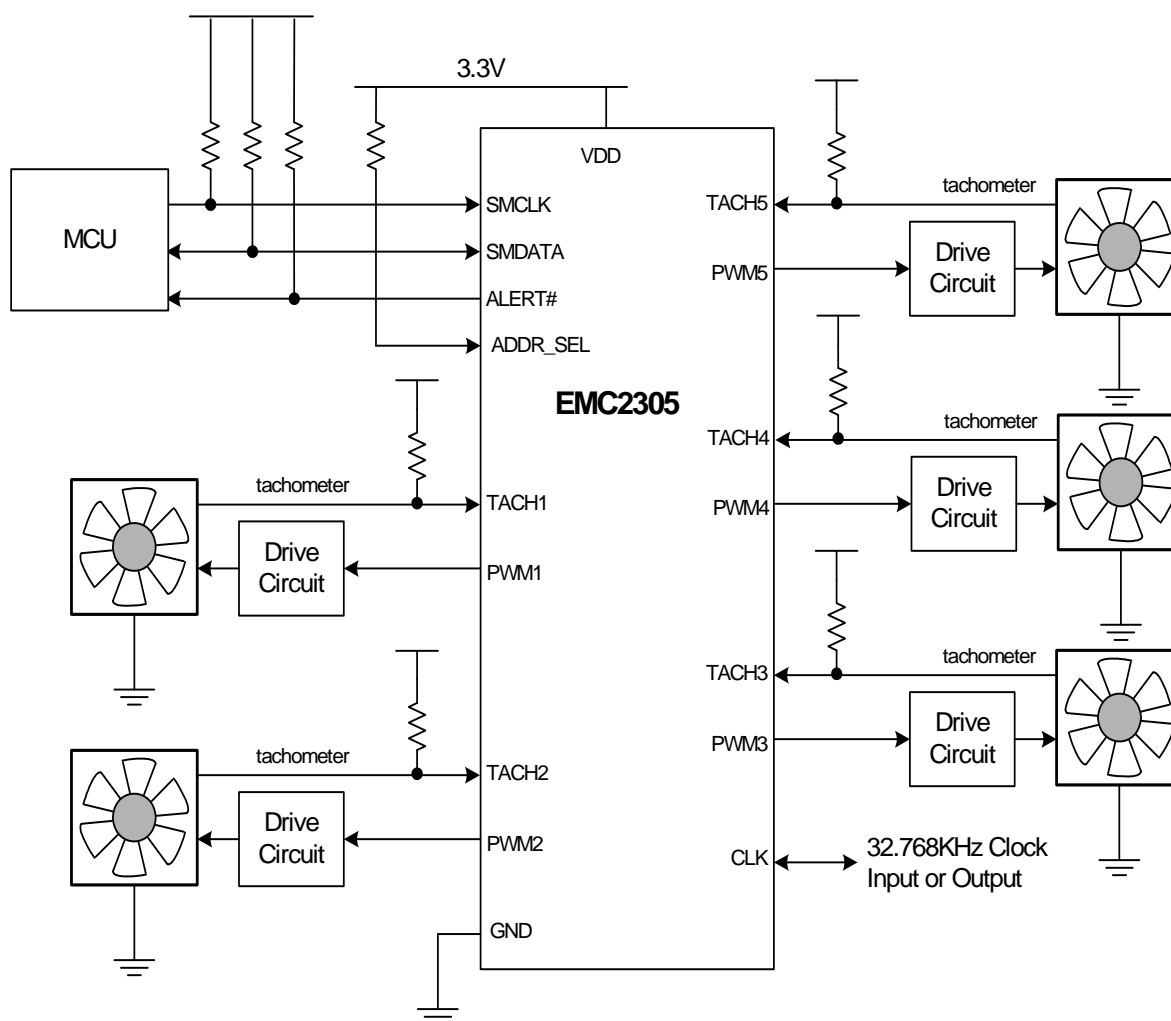 3.3V
VDD
MCU
SMCLK
SMDATA
ALERT#
ADDR_SEL
EMC2305
tachometer
TACH1
Drive
Circuit
PWM1
tachometer
TACH2
Drive
Circuit
PWM2
GND
TACH5
tachometer
PWM5
Drive
Circuit
TACH4
tachometer
PWM4
Drive
Circuit
TACH3
tachometer
PWM3
Drive
Circuit
CLK
32.768KHz Clock
Input or Output